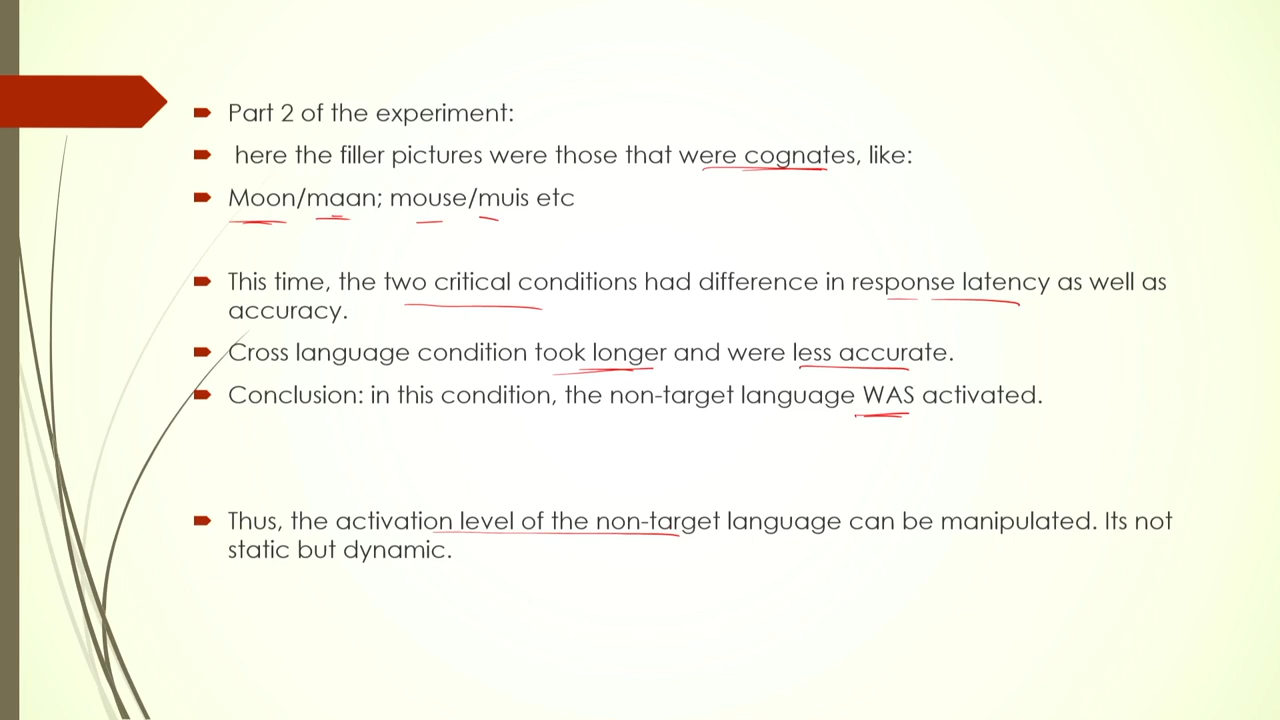 Part 2 of the experiment:
here the filler pictures were those that were cognates, like:
Moon/maan; mouse/muis etc
This time, the two critical conditions had difference in response latency as well as
accuracy.
Cross language condition took longer and were less accurate.
Conclusion: in this condition, the non-target language WAS activated.
Thus, the activation level of the non-target language can be manipulated. Its not
static but dynamic.